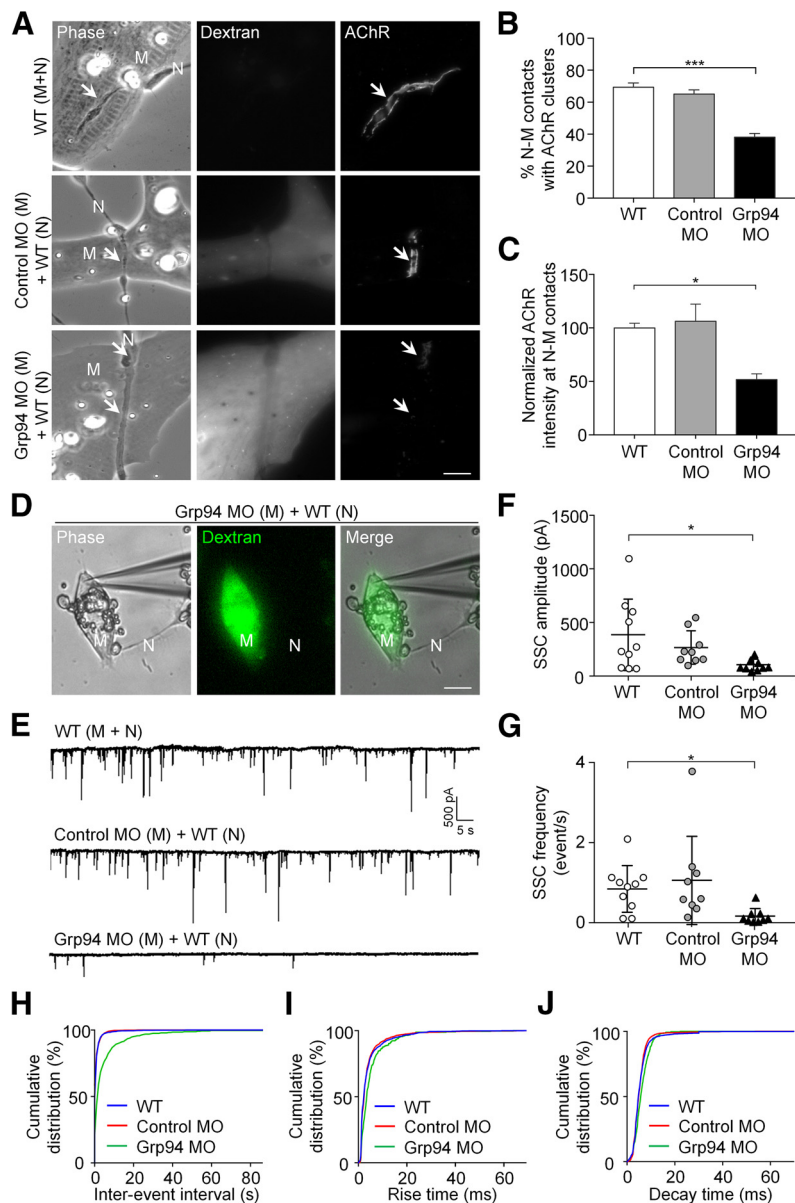 A
Phase
Dextran
AChR
WT (M+N)
M
N
Control MO (M)
+ WT (N)
N
M
Grp94 MO (M)
+ WT (N)
N
M
B
% N-M contacts
with AChR clusters
100
80
60
40
20
0
***
WT
Control
MO
Grp94
MO
C
Normalized AChR
intensity at N-M contacts
150
100
50
0
*
WT
Control
MO
Grp94
MO
D
Grp94 MO (M) + WT (N)
Phase
Dextran
Merge
M
N
M
N
M
N
E
WT (M + N)
500 pA
5 s
Control MO (M) + WT (N)
Grp94 MO (M) + WT (N)
F
SSC amplitude (pA)
1500
1000
500
0
*
WT
Control
MO
Grp94
MO
G
SSC frequency
(event/s)
4
2
0
*
WT
Control
MO
Grp94
MO
H
Cumulative
distribution (%)
100
50
0
WT
Control MO
Grp94 MO
0 20 40 60 80
Inter-event interval (s)
I
Cumulative
distribution (%)
100
50
0
WT
Control MO
Grp94 MO
0 20 40 60
Rise time (ms)
J
Cumulative
distribution (%)
100
50
0
WT
Control MO
Grp94 MO
0 20 40 60
Decay time (ms)